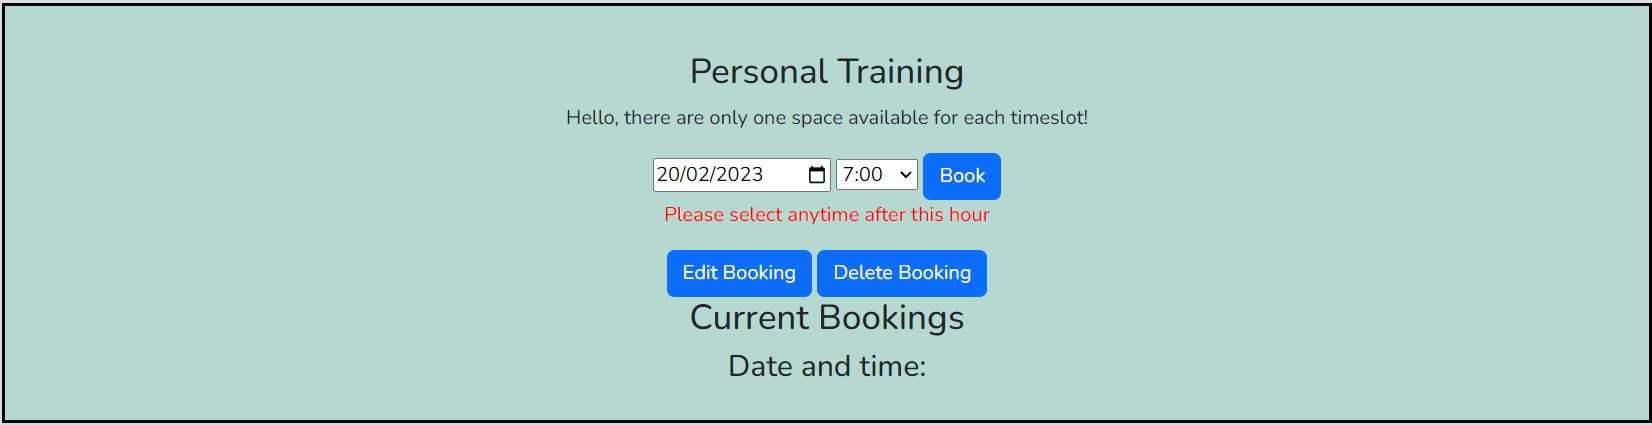 Personal Training
Hello, there are only one space available for each timeslot!
20/02/2023 7:00 Book
Please select anytime after this hour
Edit Booking Delete Booking
Current Bookings
Date and time: